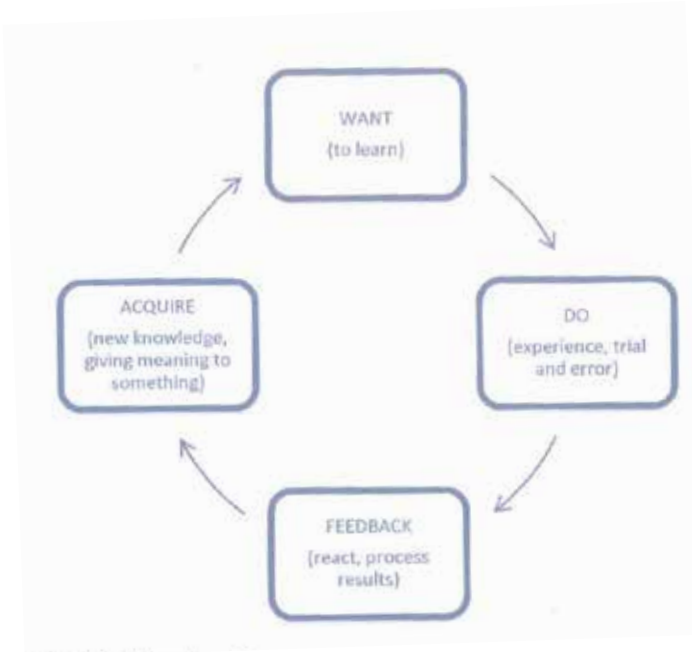 WANT
(to learn)
DO
(experience, trial
and error)
FEEDBACK
(react, process
results)
ACQUIRE
(new knowledge,
giving meaning to
something)